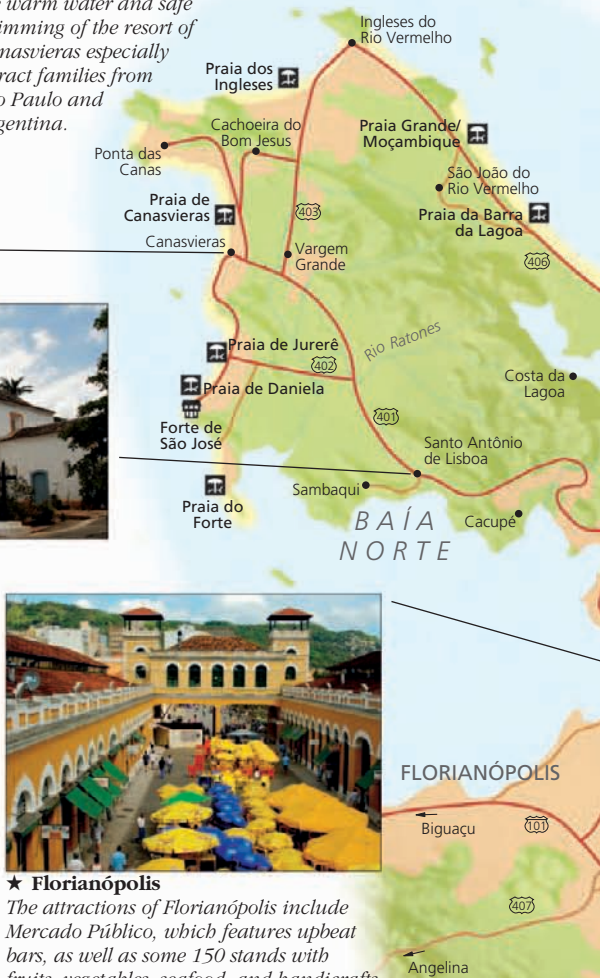 warm water and safe
imming of the resort of
nasvieras especially
ract families from
o Paulo and
gentina.
Ingleses do
Rio Vermelho
Praia dos
Ingleses
Cachoeira do
Bom Jesus
Praia Grande/
Moçambique
Ponta das
Canas
São João do
Rio Vermelho
Praia de
Canasvieras
403
Praia da Barra
da Lagoa
Canasvieras
Vargem
Grande
406
Praia de Jurerê
Rio Ratones
402
Praia de Daniela
Costa da
Lagoa
401
Forte de
São José
Santo Antônio
de Lisboa
Sambaqui
Praia do
Forte
BAÍA
NORTE
Cacupé
FLORIANÓPOLIS
Biguaçu
101
★ Florianópolis
The attractions of Florianópolis include
Mercado Público, which features upbeat
bars, as well as some 150 stands with
fruits, vegetables, seafood, and handicrafts
407
Angelina